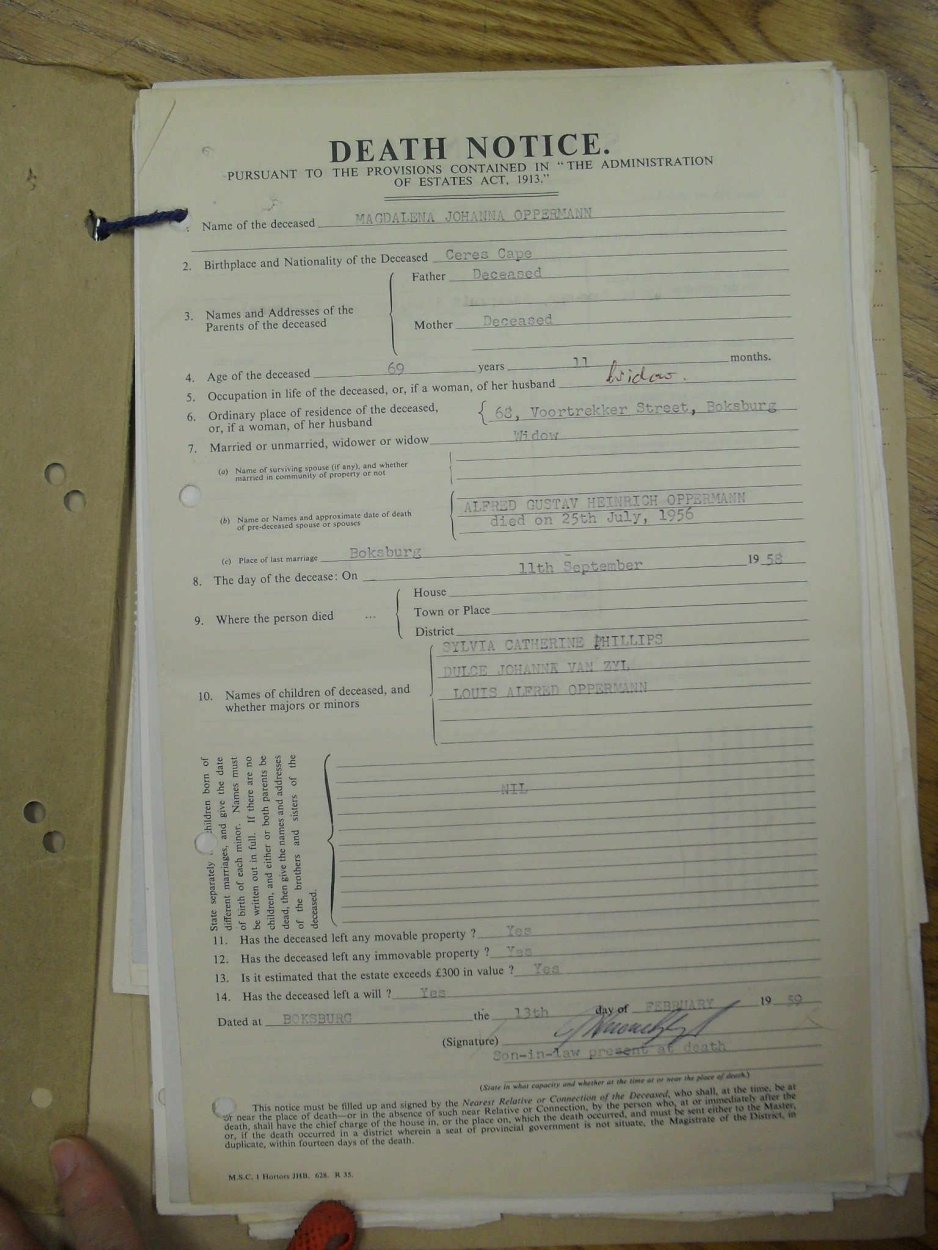 DEATH NOTICE.
PURSUANT TO THE PROVISIONS CONTAINED IN "THE ADMINISTRATION
OF ESTATES ACT, 1913."
Name of the deceased MAGDALENA JOHANNA OPPERMANN
2. Birthplace and Nationality of the Deceased Ceres Cape
3. Names and Addresses of the
Parents of the deceased
Father Deceased
Mother Deceased
4. Age of the deceased 69 years 11 months.
5. Occupation in life of the deceased, or, if a woman, of her husband Widow.
6. Ordinary place of residence of the deceased,
or, if a woman, of her husband
68, Voortrekker Street, Boksburg
7. Married or unmarried, widower or widow Widow
(a) Name of surviving spouse (if any), and whether
married in community of property or not
(b) Name or Names and approximate date of death
of pre-deceased spouse or spouses
ALFRED GUSTAV HEINRICH OPPERMANN
died on 25th July, 1956
(c) Place of last marriage Boksburg
8. The day of the decease: On 11th September 1958
9. Where the person died ...
House
Town or Place
District
10. Names of children of deceased, and
whether majors or minors
SYLVIA CATHERINE PHILLIPS
DULCE JOHANNA VAN ZYL
LOUIS ALFRED OPPERMANN
State separately children born of
different marriages, and give the date
of birth of each minor. Names must
be written out in full. If there are no
children, and either or both parents be
dead, then give the names and addresses
of the brothers and sisters of the
deceased.
NIL
11. Has the deceased left any movable property ? Yes
12. Has the deceased left any immovable property ? Yes
13. Is it estimated that the estate exceeds £300 in value ? Yes
14. Has the deceased left a will ? Yes
Dated at BOKSBURG the 13th day of FEBRUARY 1959
(Signature)
Son-in-law present at death
(State in what capacity and whether at the time at or near the place of death.)
This notice must be filled up and signed by the Nearest Relative or Connection of the Deceased, who shall, at the time, be at
or near the place of death—or in the absence of such near Relative or Connection, by the person who, at or immediately after the
death, shall have the chief charge of the house in, or the place on, which the death occurred, and must be sent either to the Master,
or, if the death occurred in a district wherein a seat of provincial government is not situate, the Magistrate of the District, in
duplicate, within fourteen days of the death.
M.S.C. 1 Hortors JHB. 628. R 35.